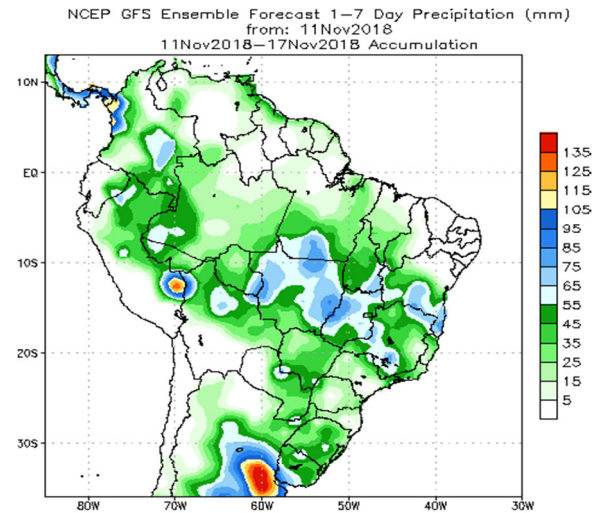 NCEP GFS Ensemble Forecast 1–7 Day Precipitation (mm)
from: 11Nov2018
11Nov2018–17Nov2018 Accumulation
10N
EQ
10S
20S
30S
80W
70W
60W
50W
40W
30W
135
125
115
105
95
85
75
65
55
45
35
25
15
5